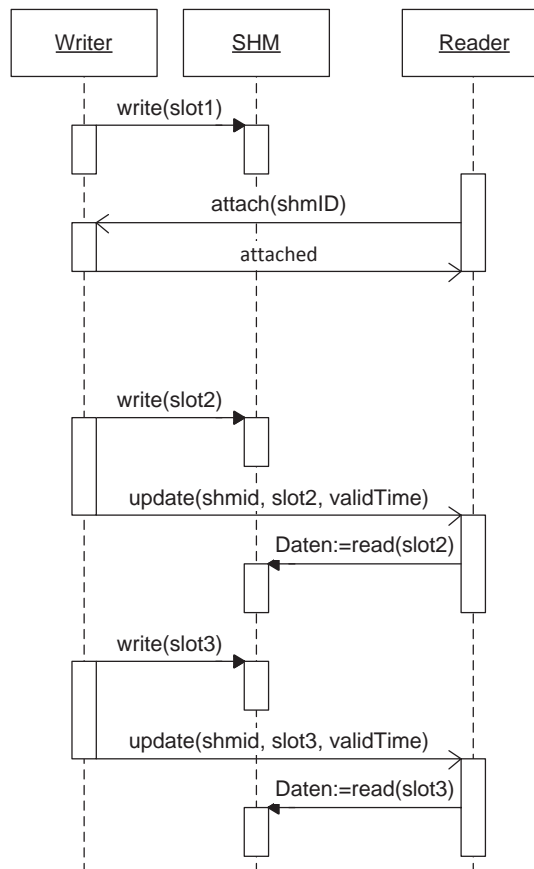 Writer
SHM
Reader
write(slot1)
attach(shmID)
attached
write(slot2)
update(shmid, slot2, validTime)
Daten:=read(slot2)
write(slot3)
update(shmid, slot3, validTime)
Daten:=read(slot3)